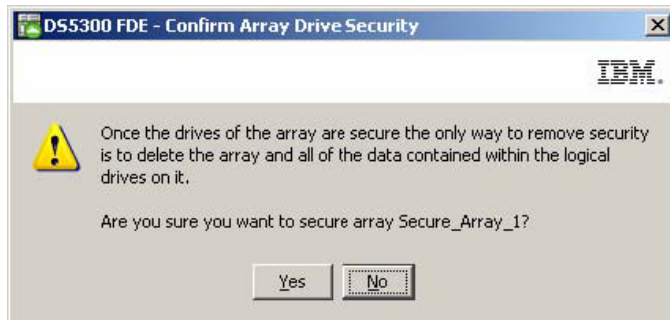 DS5300 FDE - Confirm Array Drive Security
IBM.
Once the drives of the array are secure the only way to remove security
is to delete the array and all of the data contained within the logical
drives on it.
Are you sure you want to secure array Secure_Array_1?
Yes No